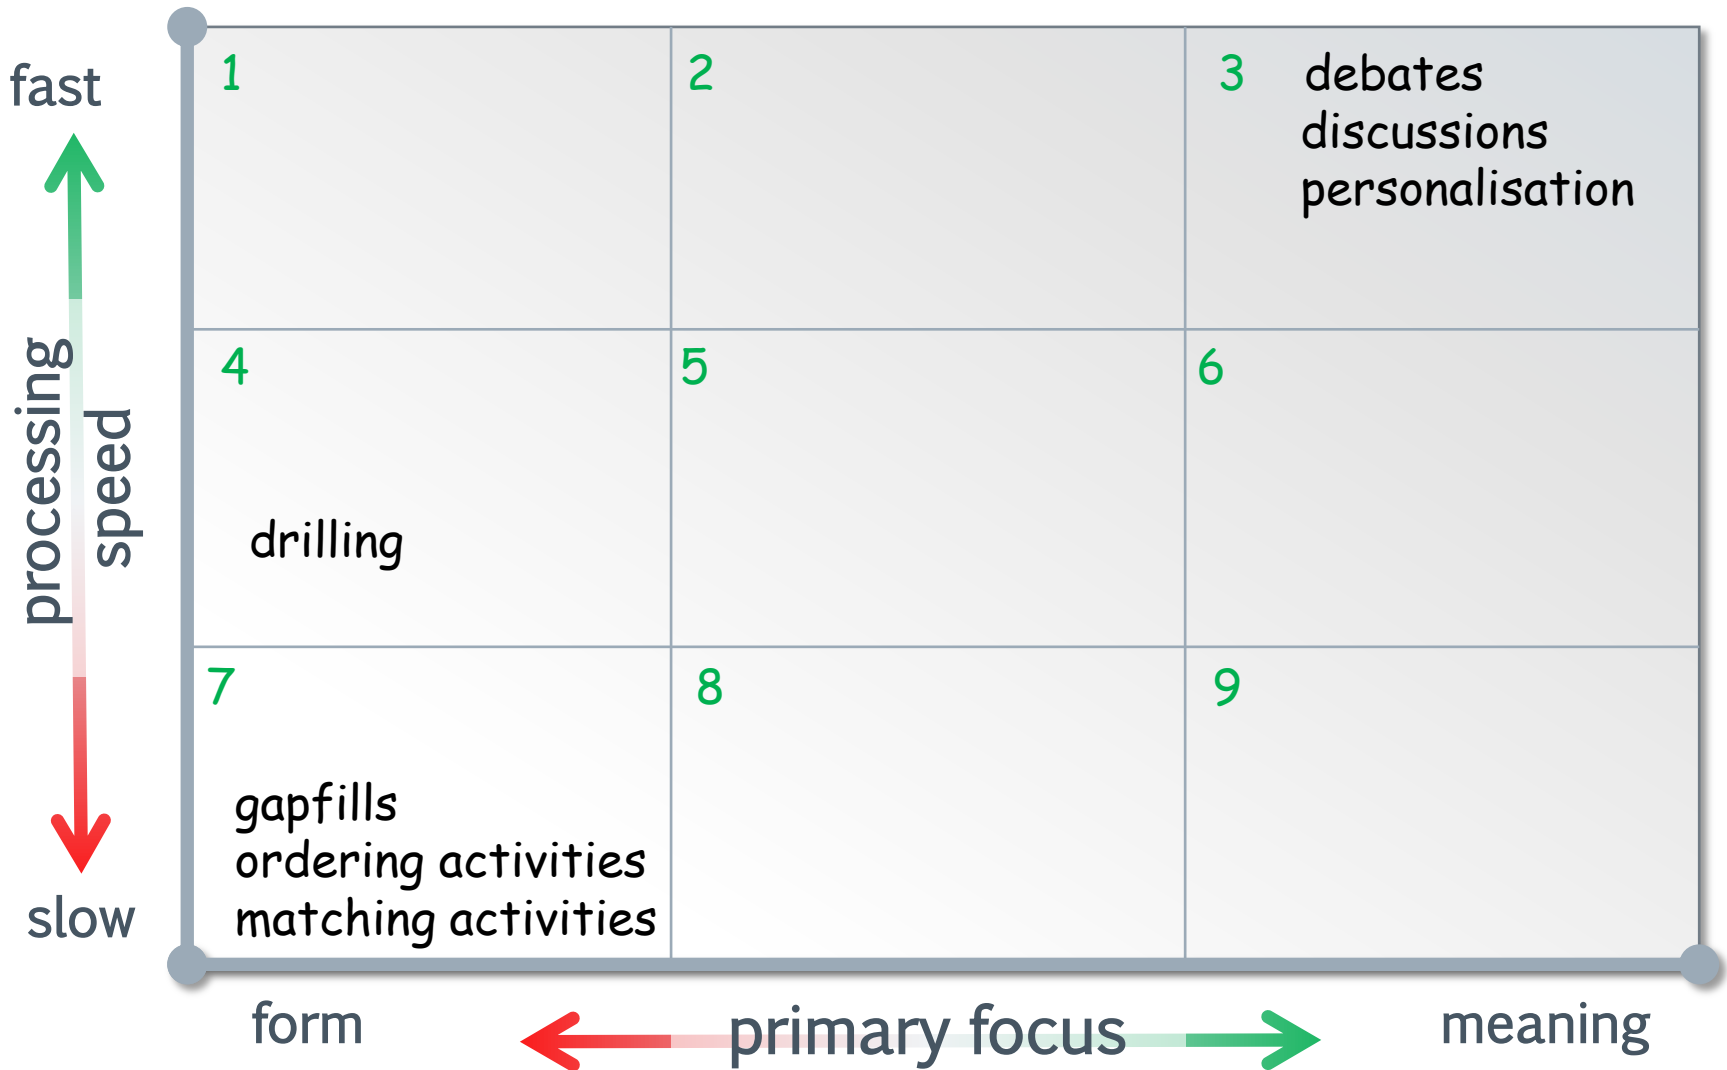 fast
processing
speed
slow
1
2
3
debates
discussions
personalisation
4
drilling
5
6
7
gapfills
ordering activities
matching activities
8
9
form
primary focus
meaning